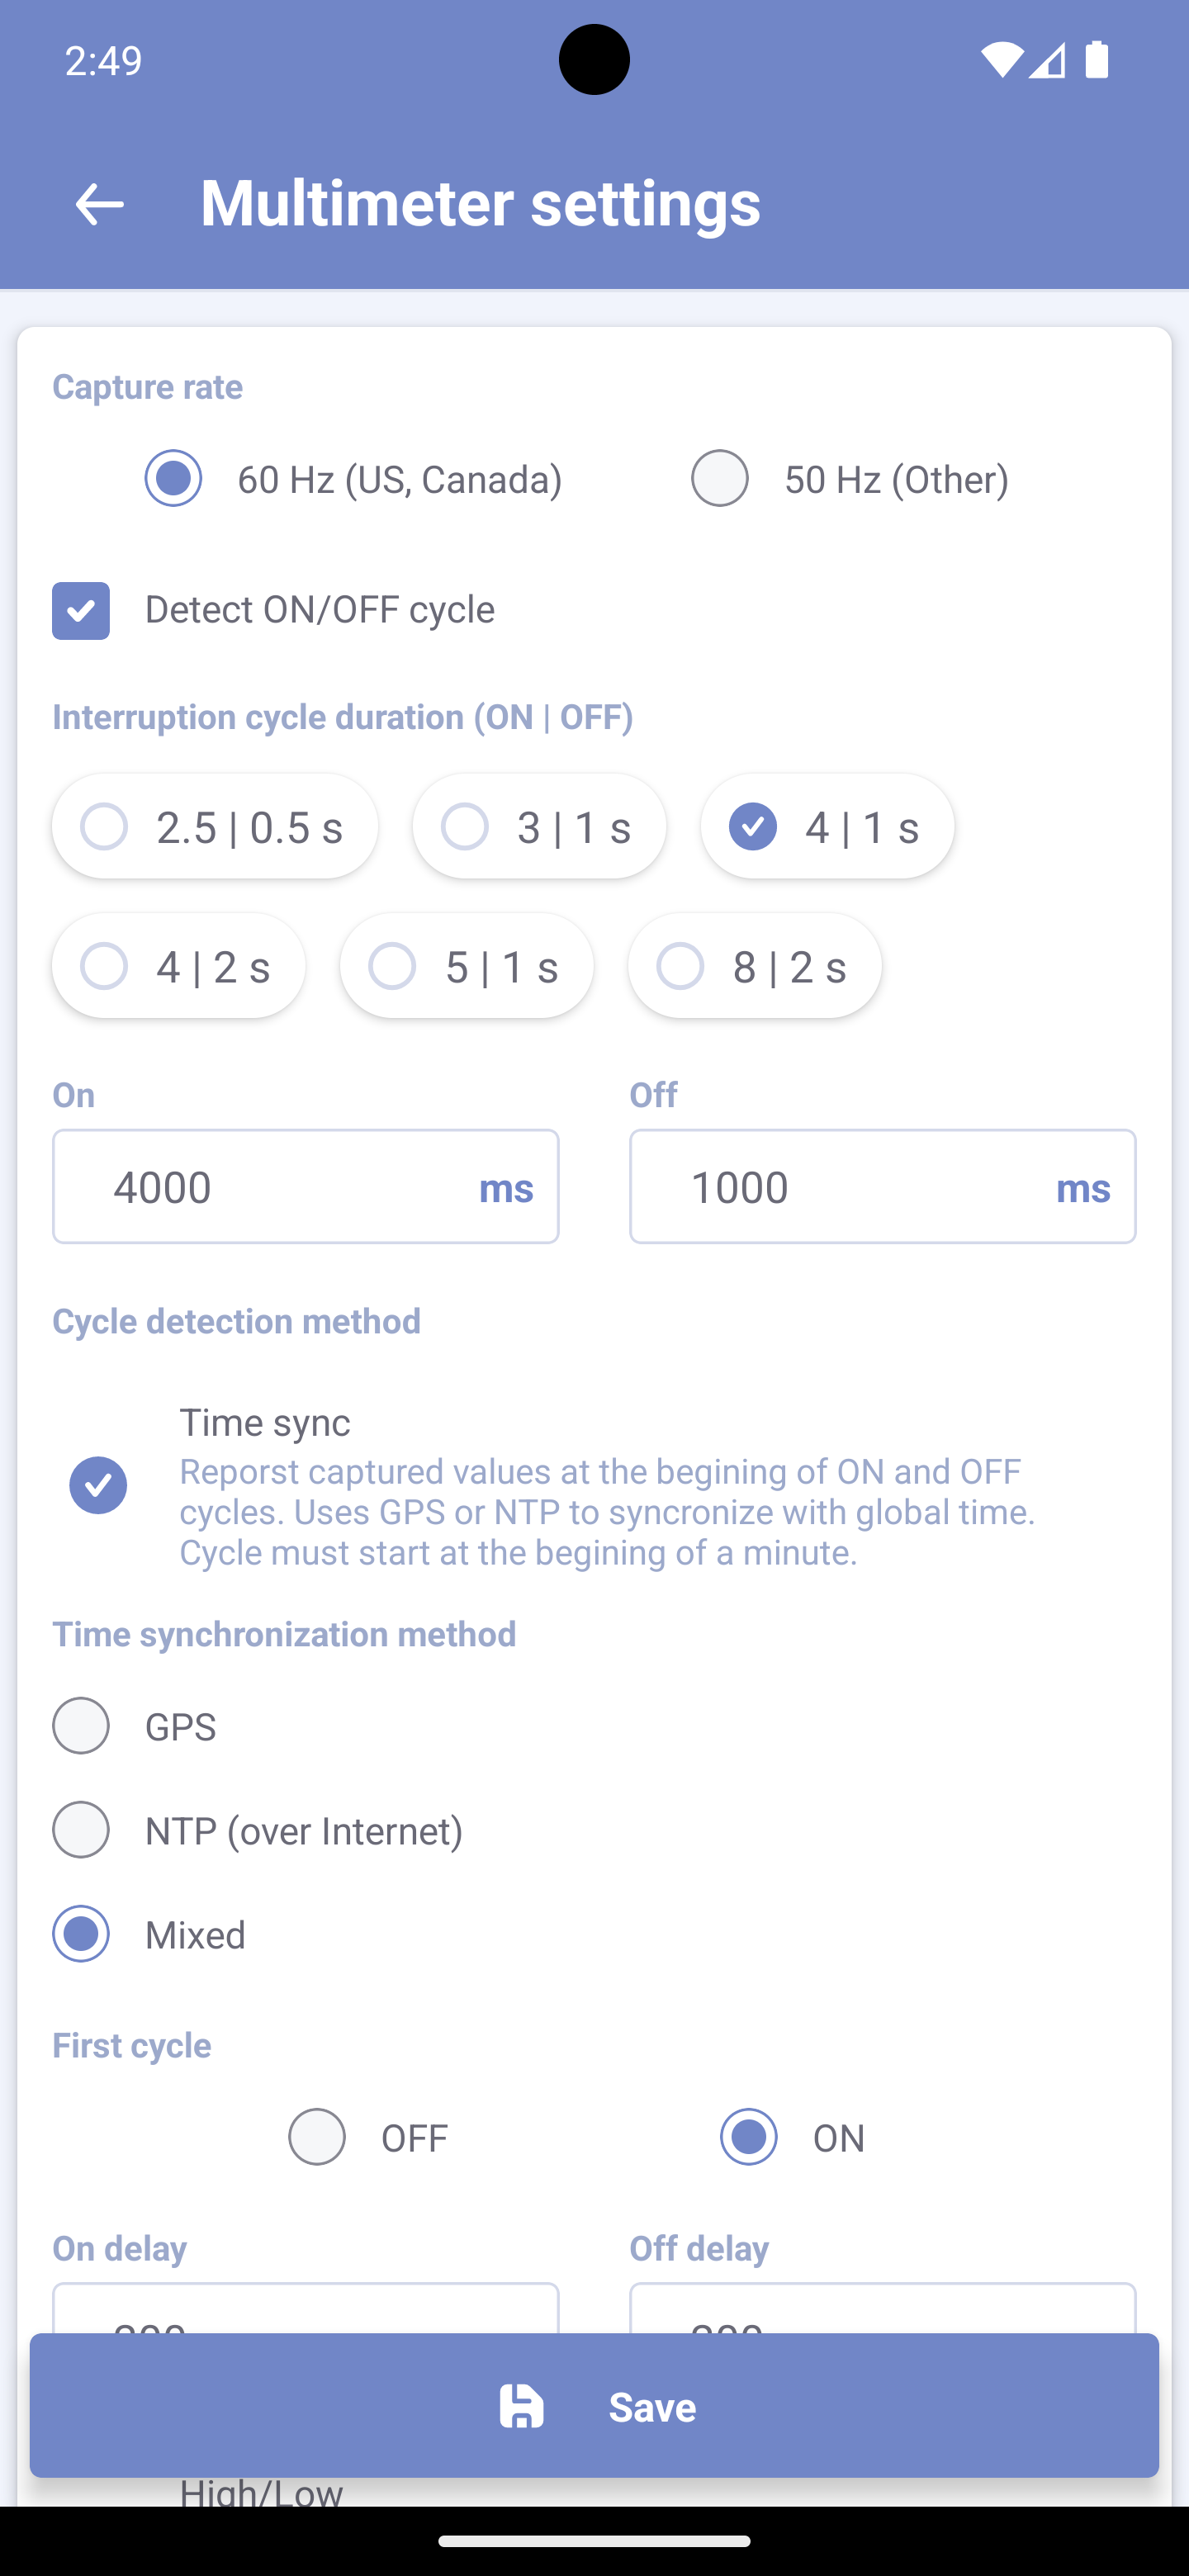 2:49
Multimeter settings
Capture rate
60 Hz (US, Canada) 50 Hz (Other)
Detect ON/OFF cycle
Interruption cycle duration (ON | OFF)
2.5 | 0.5 s 3 | 1 s 4 | 1 s
4 | 2 s 5 | 1 s 8 | 2 s
On Off
4000 ms 1000 ms
Cycle detection method
Time sync
Reporst captured values at the begining of ON and OFF
cycles. Uses GPS or NTP to syncronize with global time.
Cycle must start at the begining of a minute.
Time synchronization method
GPS
NTP (over Internet)
Mixed
First cycle
OFF ON
On delay Off delay
Save
High/Low